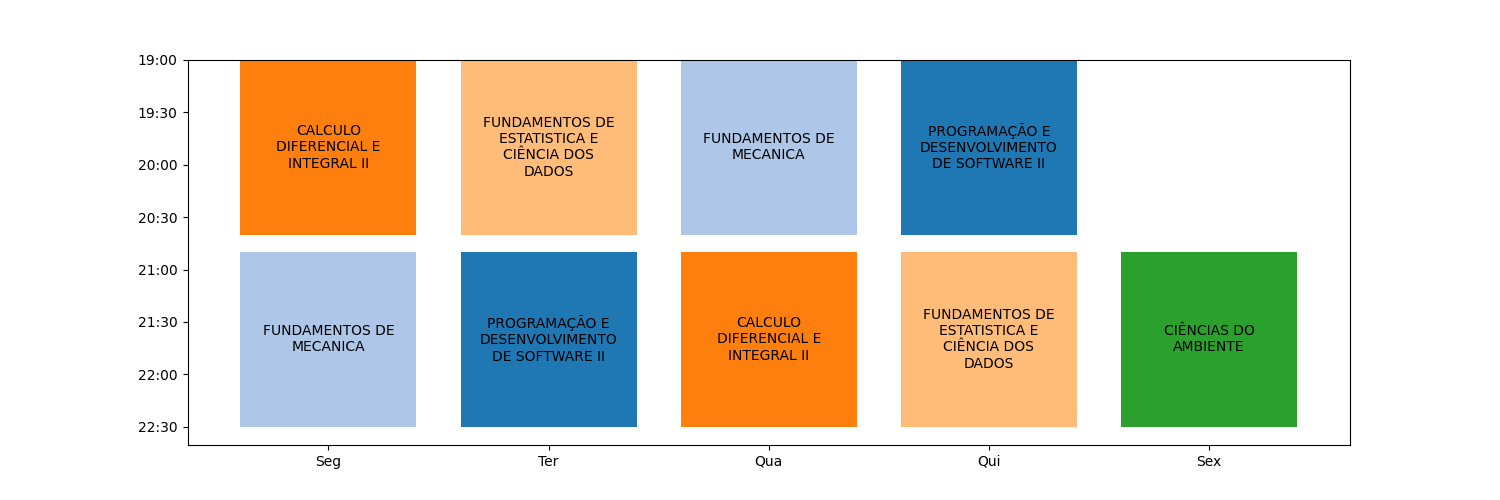 19:00
19:30
20:00
20:30
21:00
21:30
22:00
22:30
CALCULO
DIFERENCIAL E
INTEGRAL II
FUNDAMENTOS DE
ESTATISTICA E
CIÊNCIA DOS
DADOS
FUNDAMENTOS DE
MECANICA
PROGRAMAÇÃO E
DESENVOLVIMENTO
DE SOFTWARE II
FUNDAMENTOS DE
MECANICA
PROGRAMAÇÃO E
DESENVOLVIMENTO
DE SOFTWARE II
CALCULO
DIFERENCIAL E
INTEGRAL II
FUNDAMENTOS DE
ESTATISTICA E
CIÊNCIA DOS
DADOS
CIÊNCIAS DO
AMBIENTE
Seg
Ter
Qua
Qui
Sex